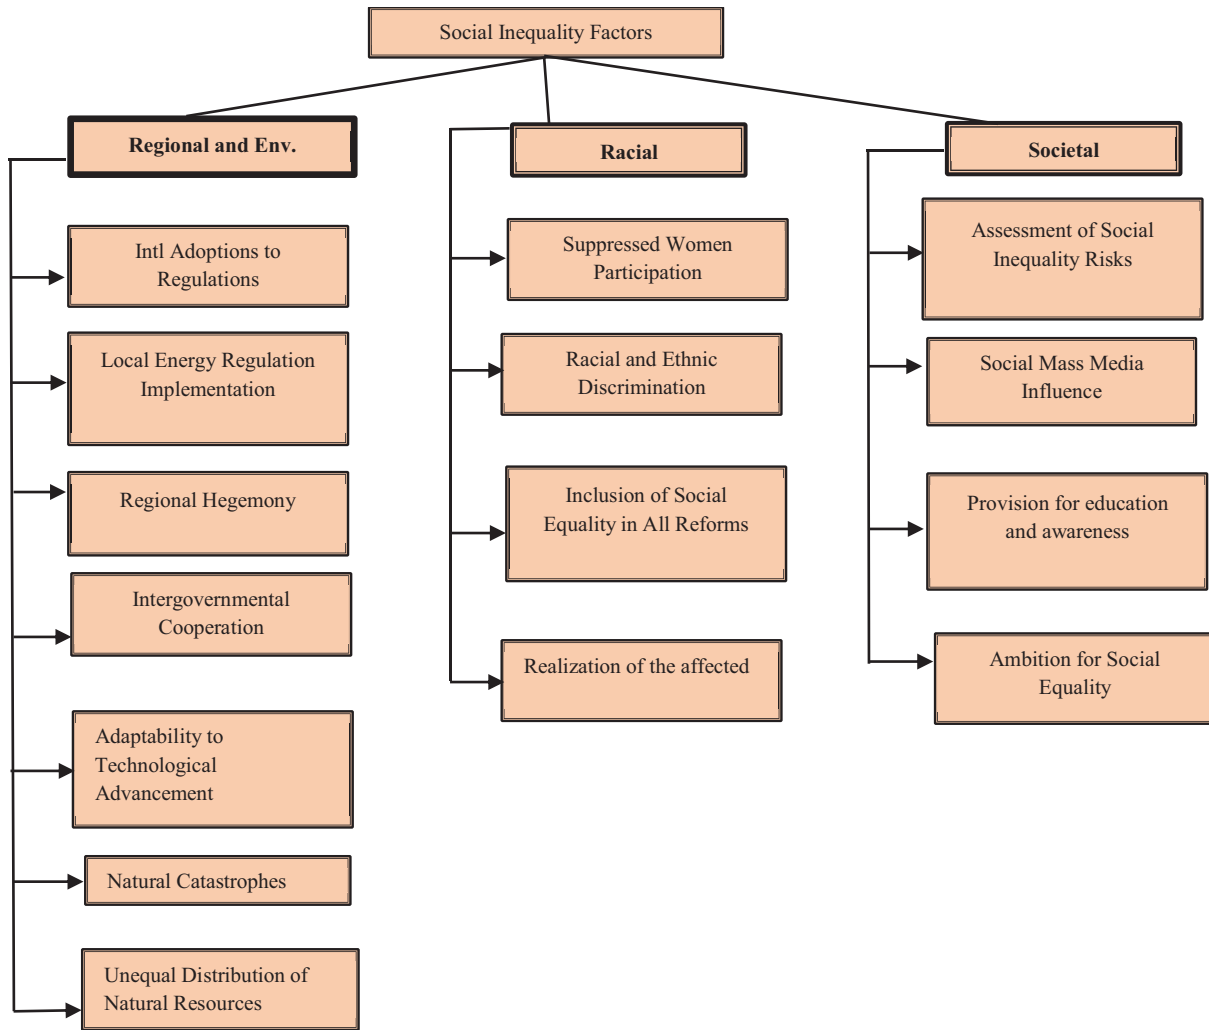 Social Inequality Factors
Regional and Env.
Intl Adoptions to
Regulations
Local Energy Regulation
Implementation
Regional Hegemony
Intergovernmental
Cooperation
Adaptability to
Technological
Advancement
Natural Catastrophes
Unequal Distribution of
Natural Resources
Racial
Suppressed Women
Participation
Racial and Ethnic
Discrimination
Inclusion of Social
Equality in All Reforms
Realization of the affected
Societal
Assessment of Social
Inequality Risks
Social Mass Media
Influence
Provision for education
and awareness
Ambition for Social
Equality